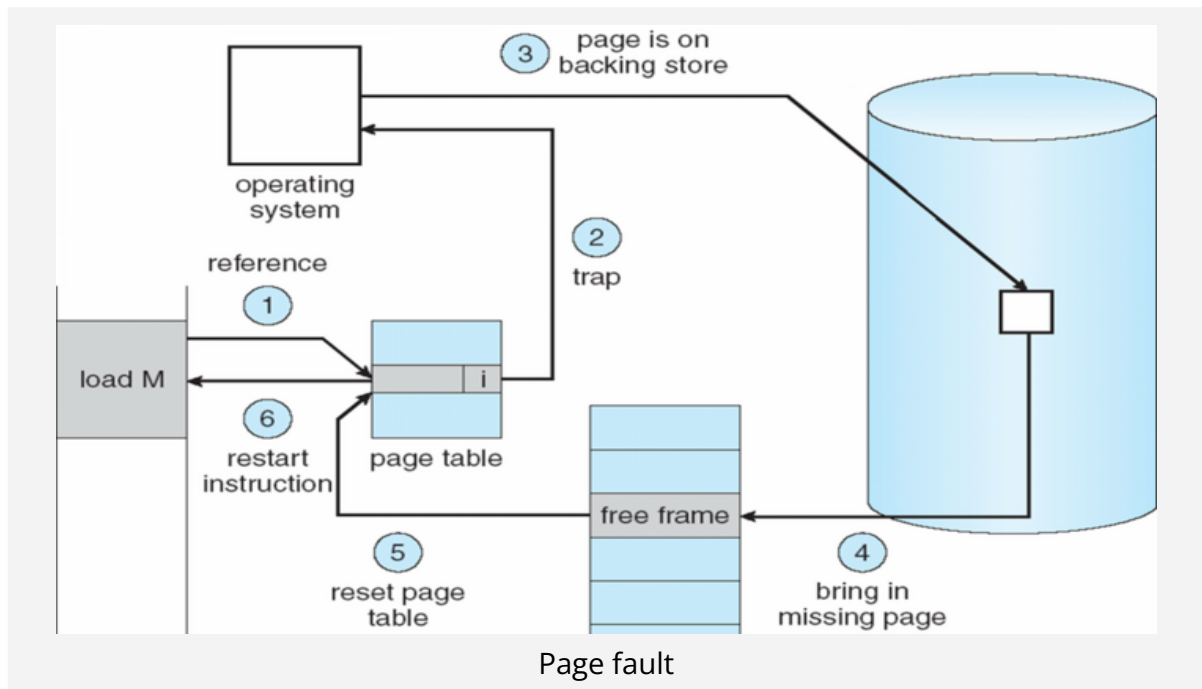 3
page is on
backing store
operating
system
2
trap
reference
1
load M
i
6
restart
instruction
page table
free frame
5
reset page
table
4
bring in
missing page
Page fault